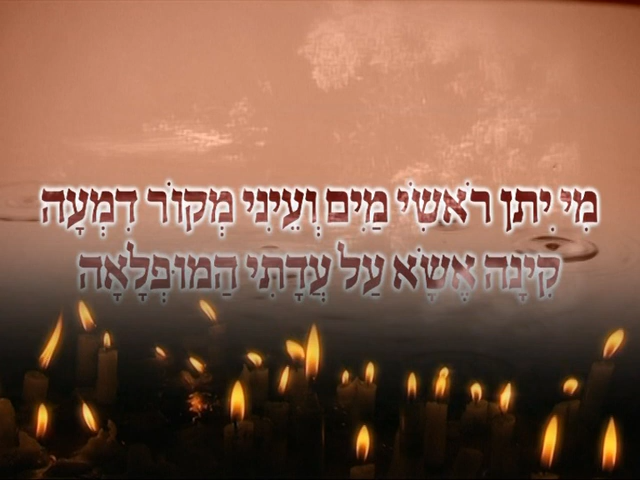 מִי יִתֵּן רֹאשִׁי מַיִם וְעֵינִי מְקוֹר דִּמְעָה
קִינָה אֶשָּׂא עַל עֲדָתִי הַמּוּפְלָאָה